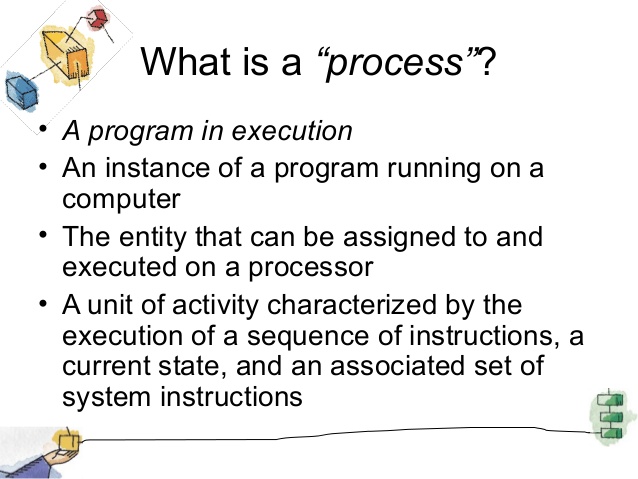 What is a “process”?
• A program in execution
• An instance of a program running on a
computer
• The entity that can be assigned to and
executed on a processor
• A unit of activity characterized by the
execution of a sequence of instructions, a
current state, and an associated set of
system instructions